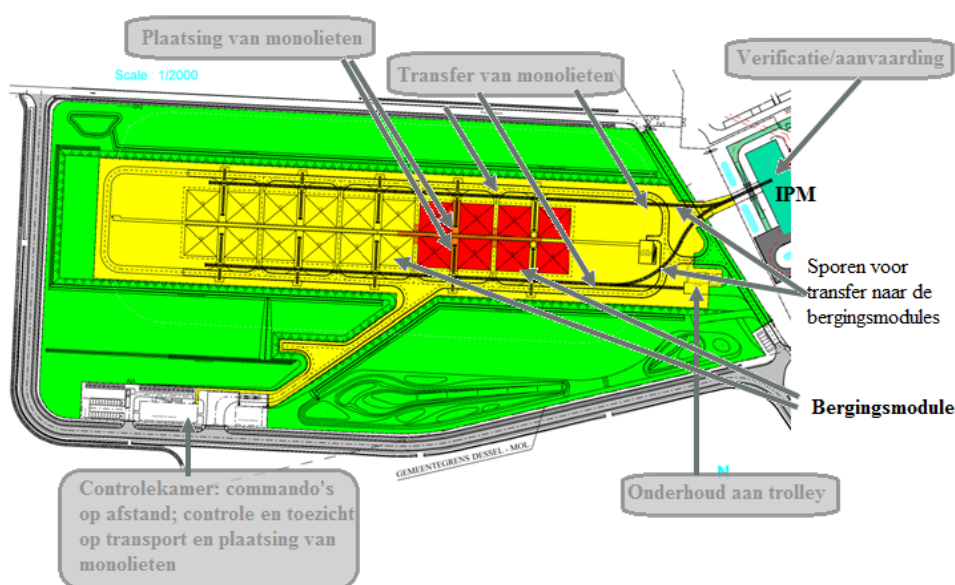 Plaatsing van monolieten
Verificatie/aanvaarding
Transfer van monolieten
Scale : 1/2000
IPM
Sporen voor
transfer naar de
bergingsmodules
Bergingsmodule
GEMEENTEGRENS DESSEL - MOL
N
Onderhoud aan trolley
Controlekamer: commando's
op afstand; controle en toezicht
op transport en plaatsing van
monolieten